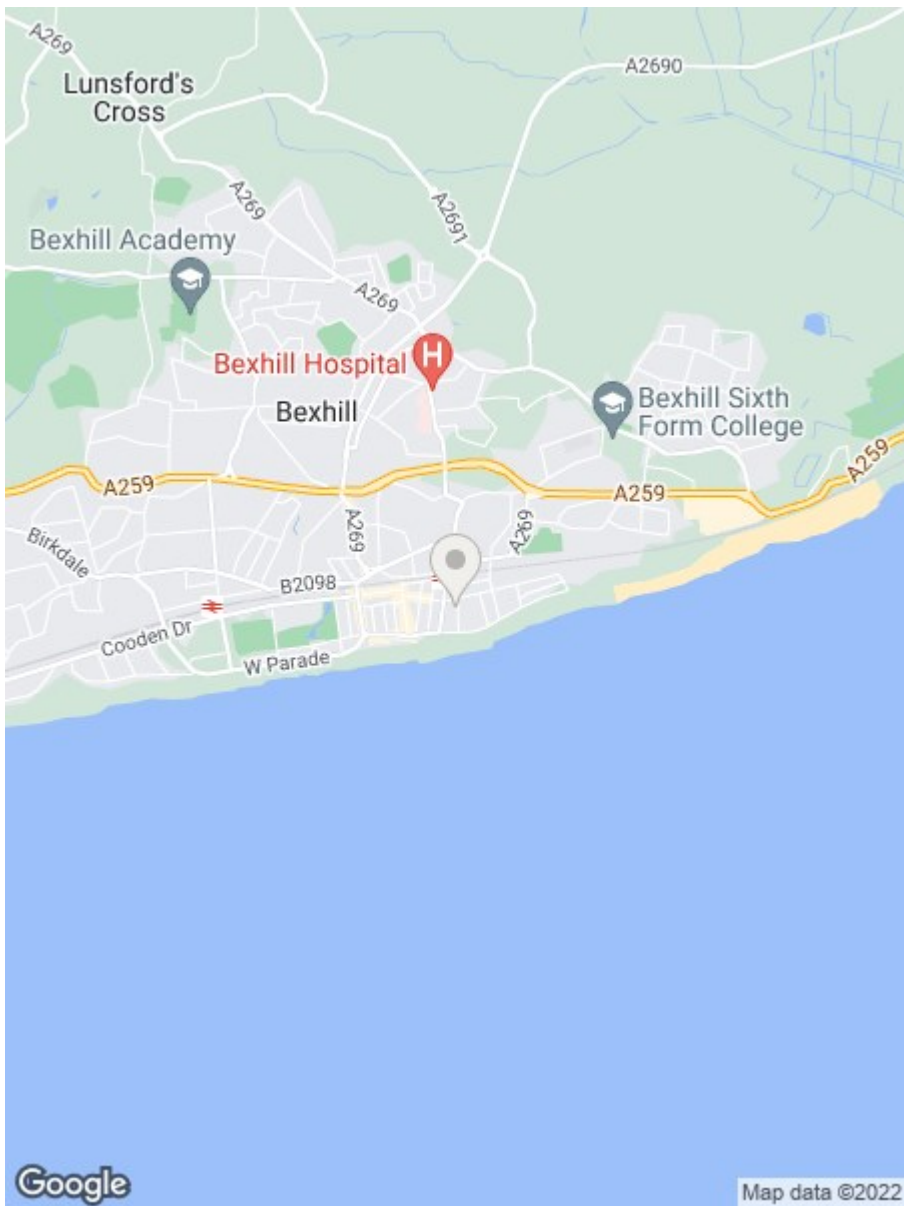 A269
A2690
Lunsford's
Cross
A269
A2691
Bexhill Academy
A269
Bexhill Hospital
H
Bexhill
Bexhill Sixth
Form College
A259
A259
A259
A269
A269
Birkdale
B2098
Cooden Dr
W Parade
Google
Map data ©2022